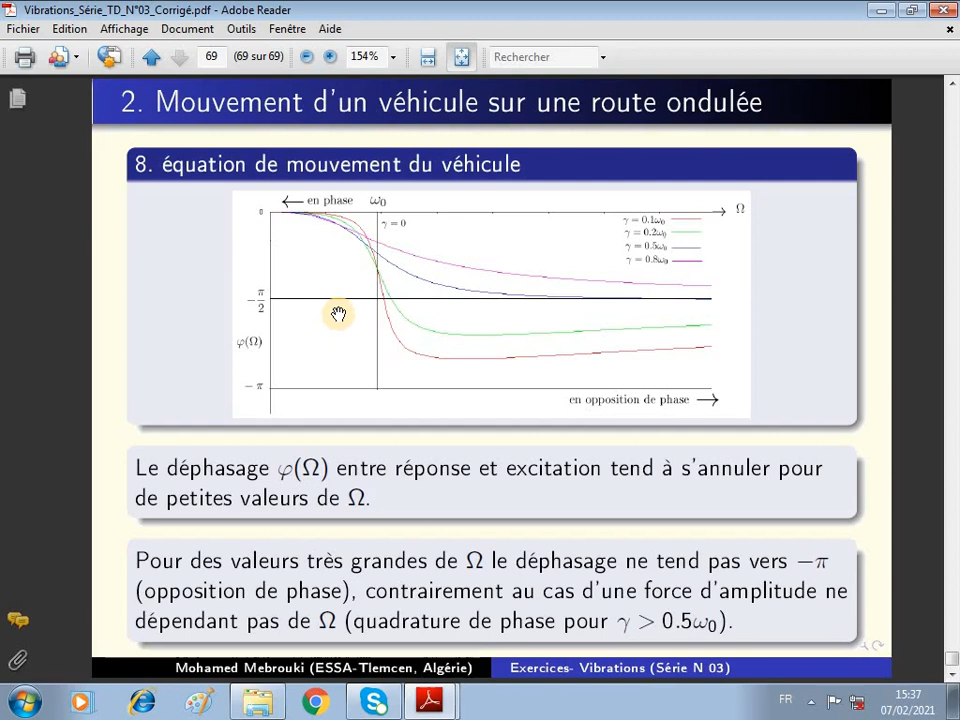 Vibrations_Série_TD_N°03_Corrigé.pdf - Adobe Reader
Fichier Edition Affichage Document Outils Fenêtre Aide
69 (69 sur 69) 154% Rechercher
2. Mouvement d'un véhicule sur une route ondulée
8. équation de mouvement du véhicule
← en phase ω₀
0 Ω
γ = 0
γ = 0.1ω₀
γ = 0.2ω₀
γ = 0.5ω₀
γ = 0.8ω₀
−π/2
φ(Ω)
− π
en opposition de phase →
Le déphasage φ(Ω) entre réponse et excitation tend à s'annuler pour
de petites valeurs de Ω.
Pour des valeurs très grandes de Ω le déphasage ne tend pas vers −π
(opposition de phase), contrairement au cas d'une force d'amplitude ne
dépendant pas de Ω (quadrature de phase pour γ > 0.5ω₀).
Mohamed Mebrouki (ESSA-Tlemcen, Algérie) Exercices- Vibrations (Série N 03)
FR 15:37
07/02/2021